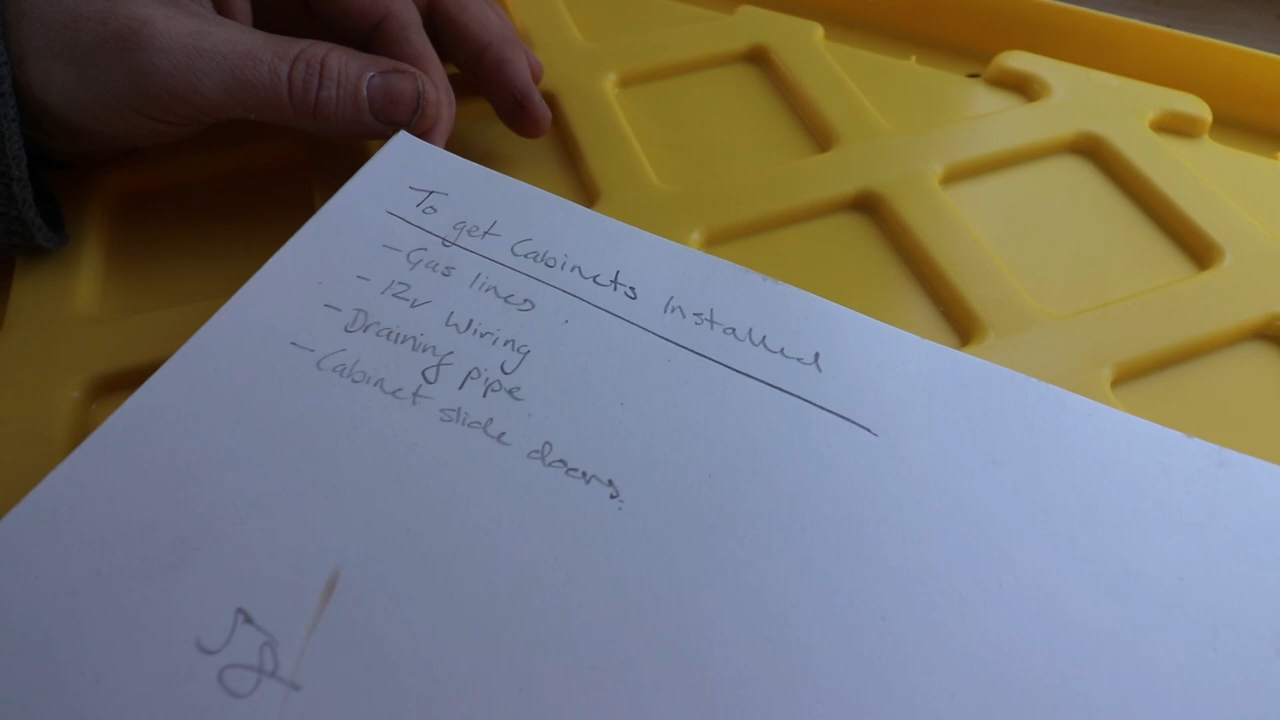 To get Cabinets Installed
- Gas lines
- 12v Wiring
- Draining pipe
- Cabinet slide doors.